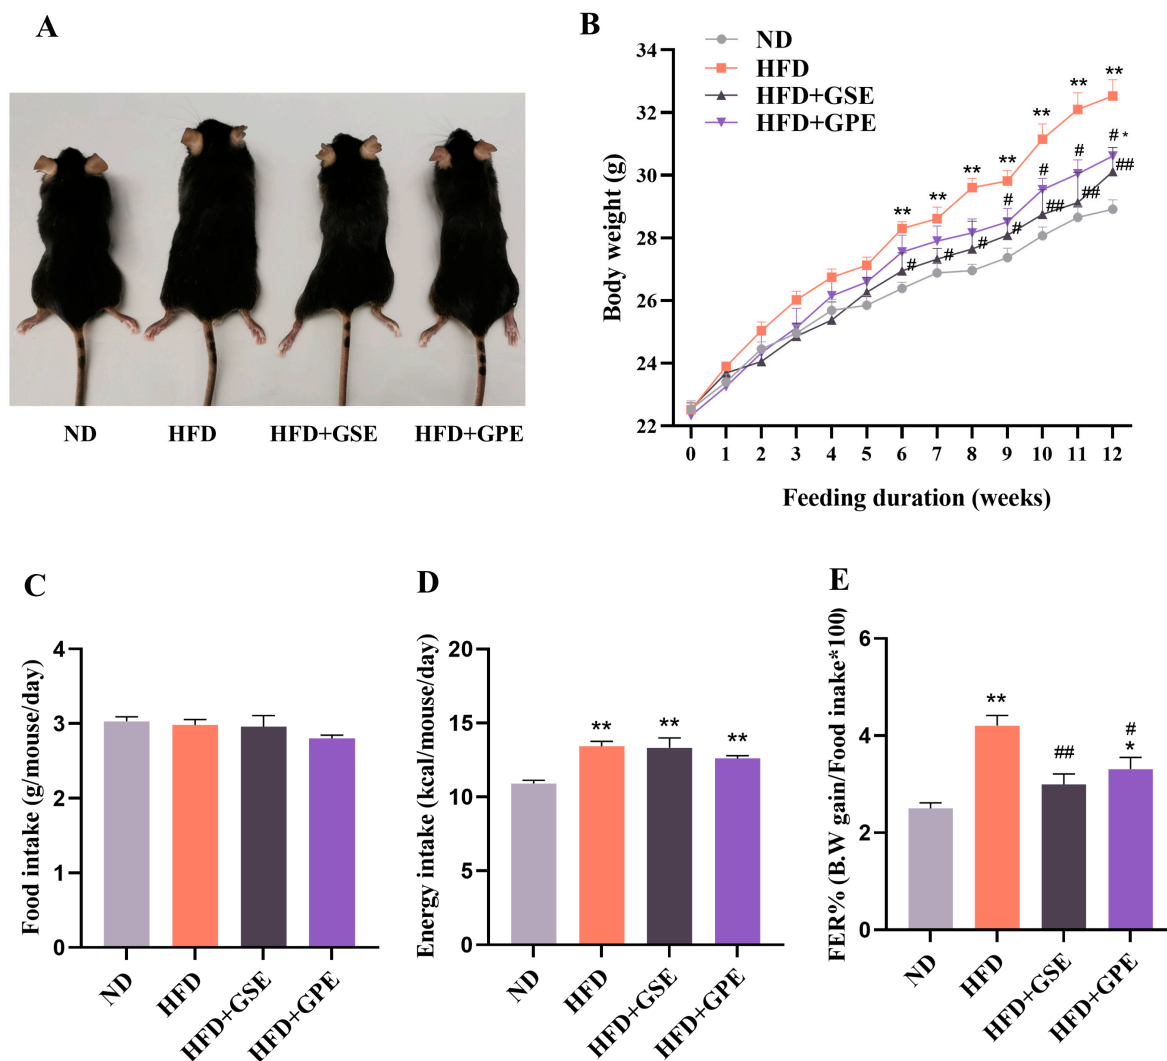 A
ND
HFD
HFD+GSE
HFD+GPE
B
ND
HFD
HFD+GSE
HFD+GPE
Body weight (g)
34
32
30
28
26
24
22
** ** ** ** ** ** **
# # # # *
# # # # ## ## ##
0 1 2 3 4 5 6 7 8 9 10 11 12
Feeding duration (weeks)
C
Food intake (g/mouse/day)
4
3
2
1
0
ND
HFD
HFD+GSE
HFD+GPE
D
Energy intake (kcal/mouse/day)
20
15
10
5
0
** ** **
ND
HFD
HFD+GSE
HFD+GPE
E
FER% (B.W gain/Food inake*100)
6
4
2
0
**
##
#
*
ND
HFD
HFD+GSE
HFD+GPE